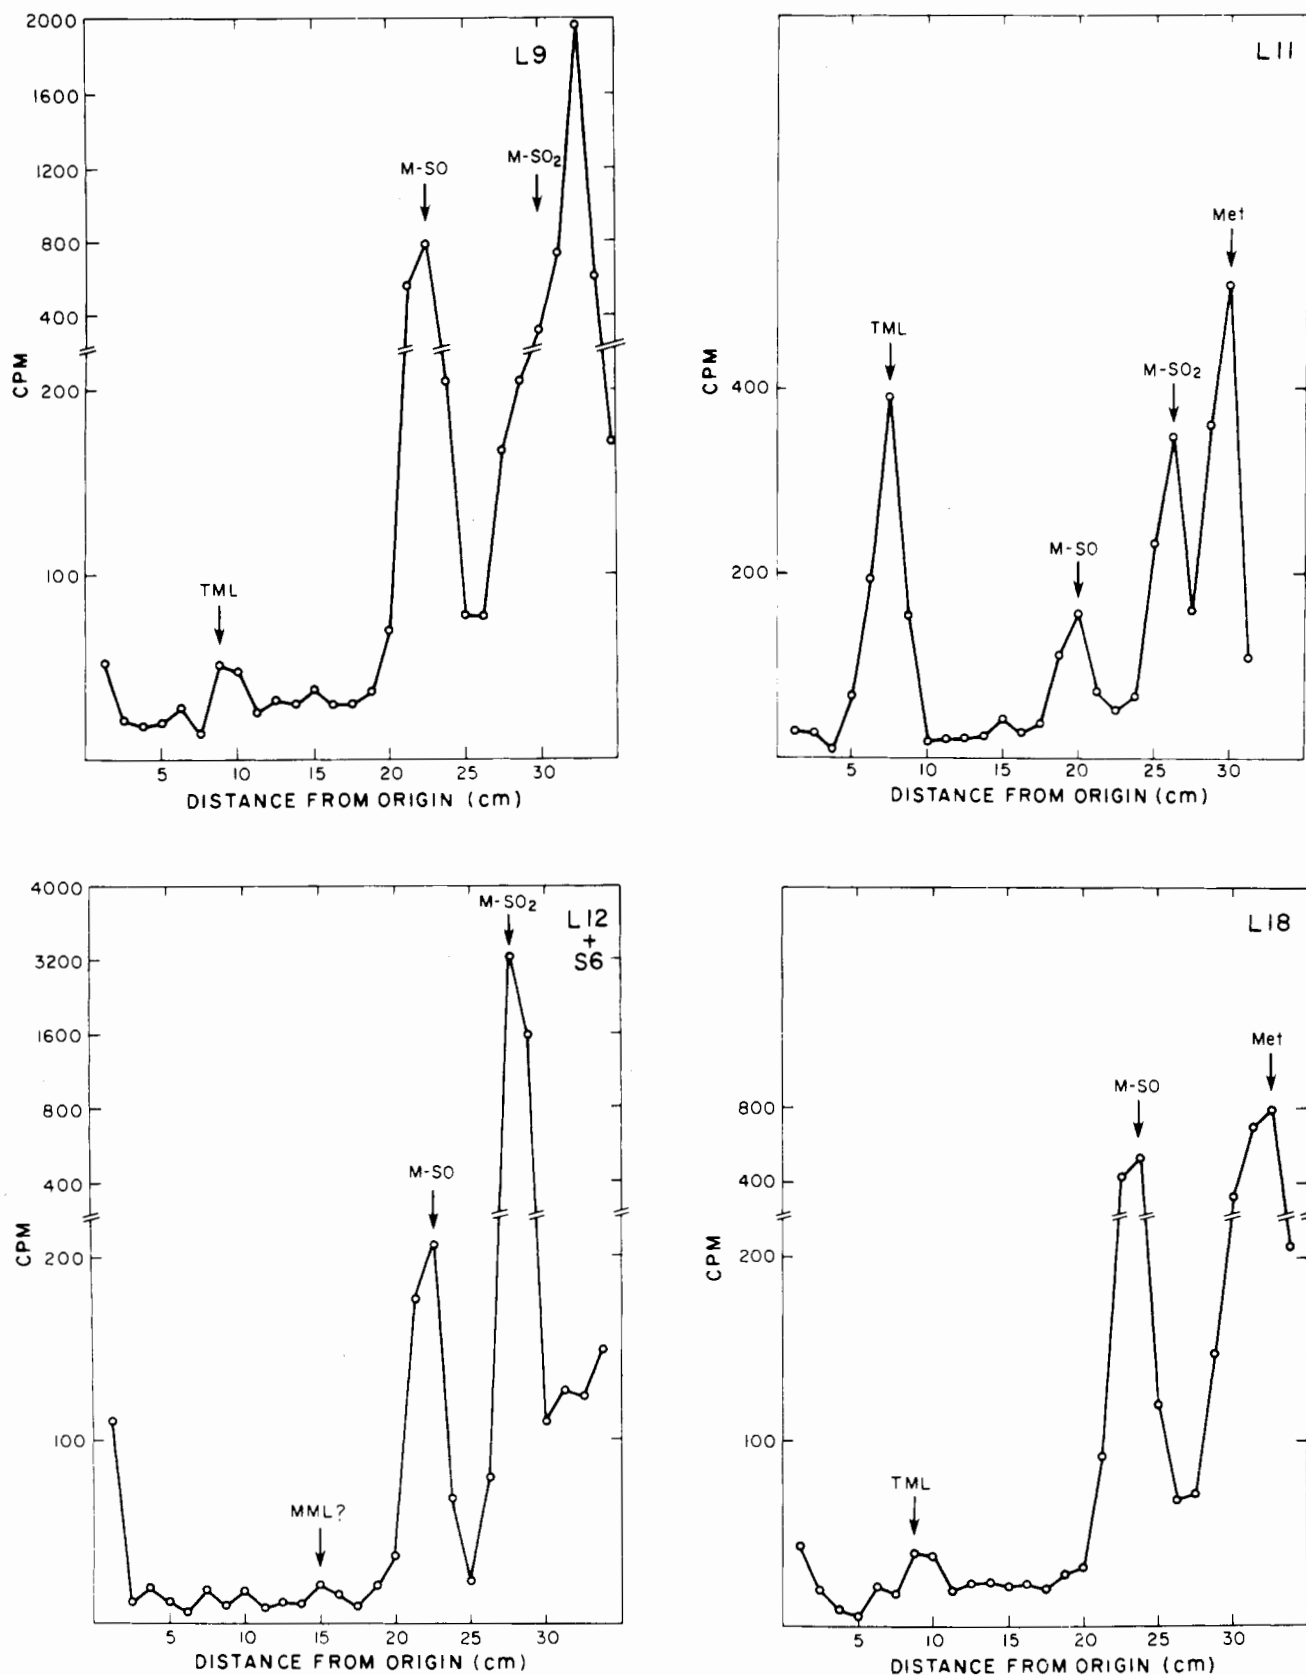 L9
2000
1600
1200
800
400
200
100
CPM
M-SO
M-SO₂
TML
5 10 15 20 25 30
DISTANCE FROM ORIGIN (cm)
L11
400
200
CPM
TML
M-SO
M-SO₂
Met
5 10 15 20 25 30
DISTANCE FROM ORIGIN (cm)
L12
+
S6
4000
3200
1600
800
400
200
100
CPM
M-SO₂
M-SO
MML?
5 10 15 20 25 30
DISTANCE FROM ORIGIN (cm)
L18
800
400
200
100
CPM
Met
M-SO
TML
5 10 15 20 25 30
DISTANCE FROM ORIGIN (cm)